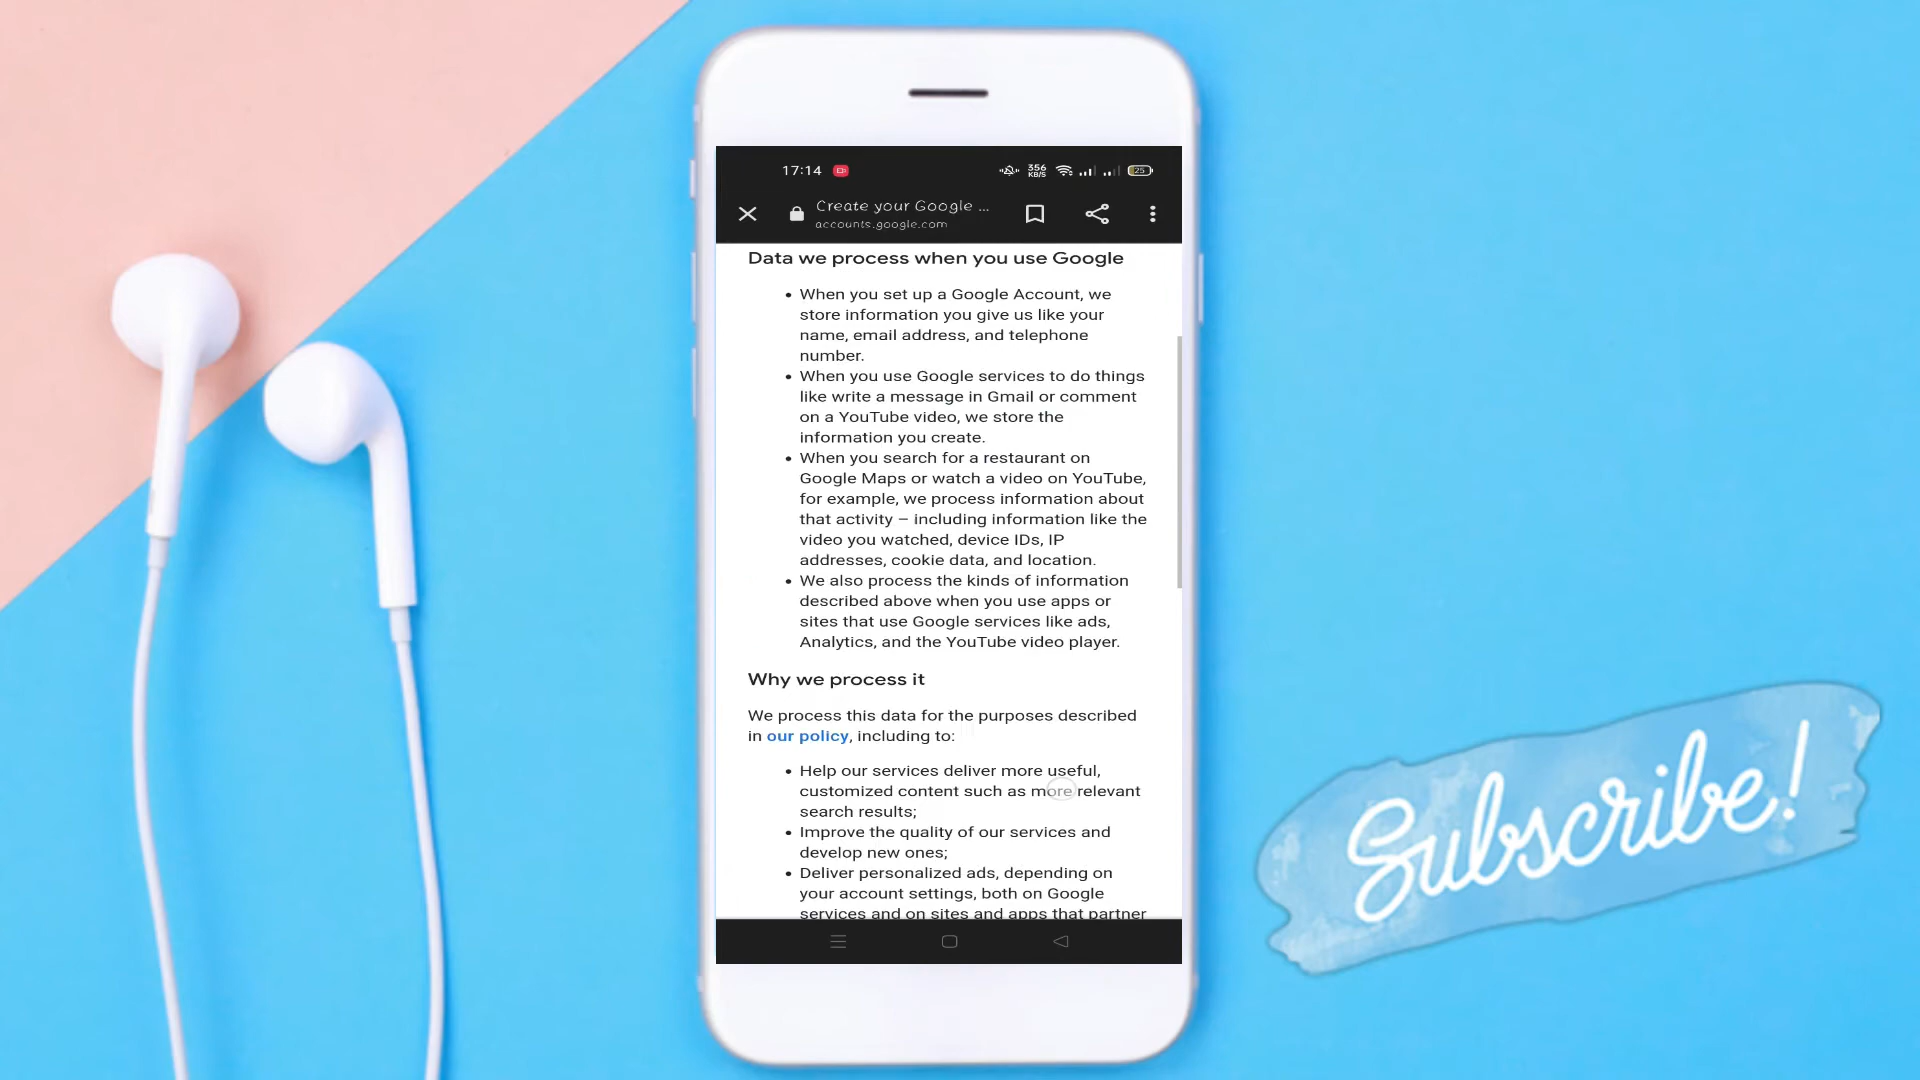 17:14
356
KB/S
25
Create your Google ...
accounts.google.com
Data we process when you use Google
• When you set up a Google Account, we
store information you give us like your
name, email address, and telephone
number.
• When you use Google services to do things
like write a message in Gmail or comment
on a YouTube video, we store the
information you create.
• When you search for a restaurant on
Google Maps or watch a video on YouTube,
for example, we process information about
that activity – including information like the
video you watched, device IDs, IP
addresses, cookie data, and location.
• We also process the kinds of information
described above when you use apps or
sites that use Google services like ads,
Analytics, and the YouTube video player.
Why we process it
We process this data for the purposes described
in our policy, including to:
• Help our services deliver more useful,
customized content such as more relevant
search results;
• Improve the quality of our services and
develop new ones;
• Deliver personalized ads, depending on
your account settings, both on Google
services and on sites and apps that partner
Subscribe!